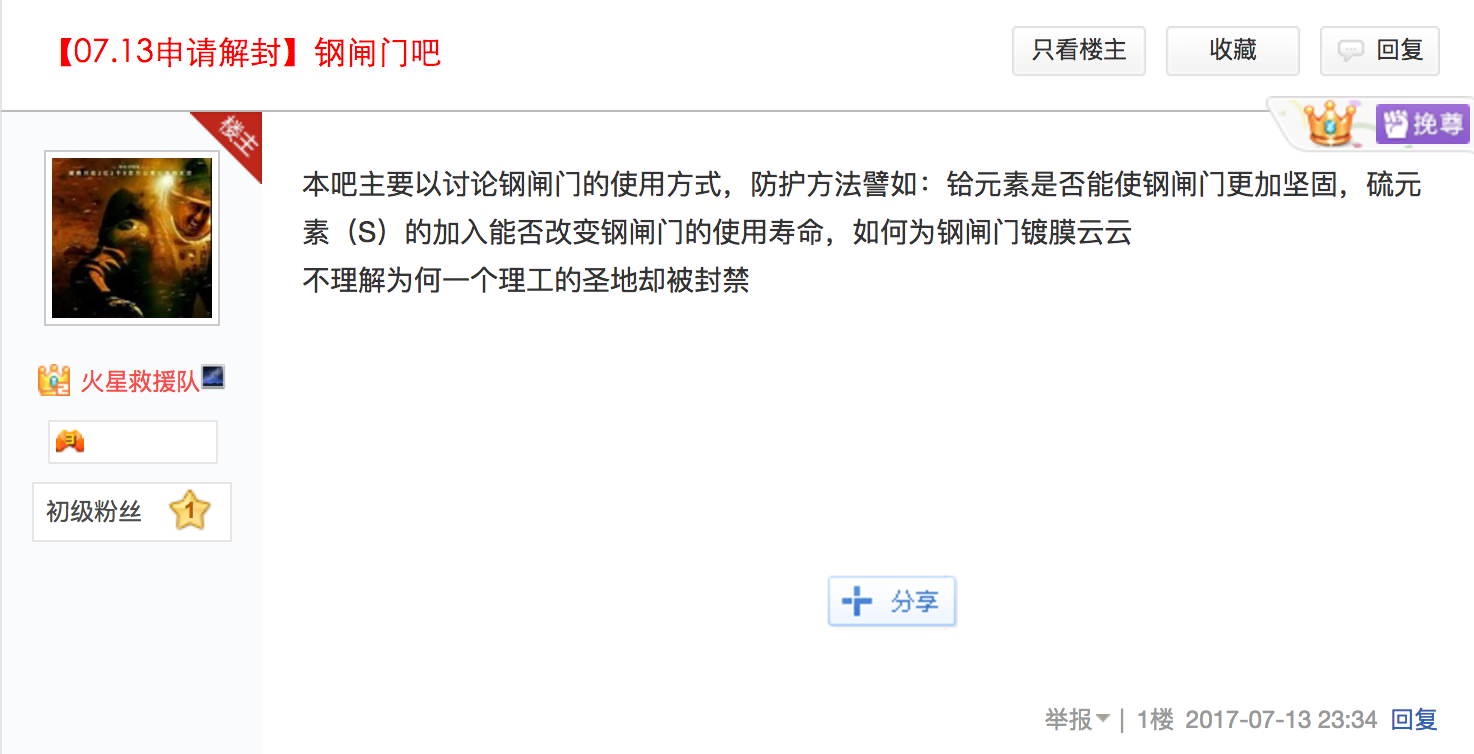 【07.13申请解封】钢闸门吧
只看楼主
收藏
回复
楼主
挽尊
本吧主要以讨论钢闸门的使用方式，防护方法譬如：铪元素是否能使钢闸门更加坚固，硫元
素（S）的加入能否改变钢闸门的使用寿命，如何为钢闸门镀膜云云
不理解为何一个理工的圣地却被封禁
火星救援队
3
初级粉丝 1
分享
举报 | 1楼 2017-07-13 23:34 回复